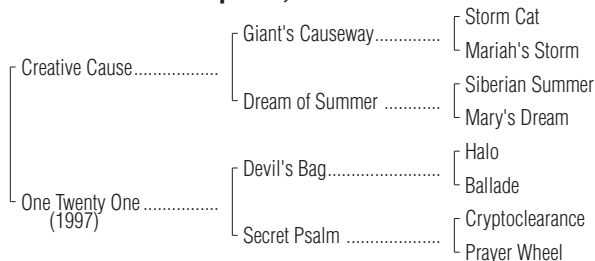 Storm Cat
Giant's Causeway..............
Mariah's Storm
Creative Cause..................
Siberian Summer
Dream of Summer ............
Mary's Dream
Halo
Devil's Bag........................
Ballade
One Twenty One ................
(1997)
Cryptoclearance
Secret Psalm ....................
Prayer Wheel